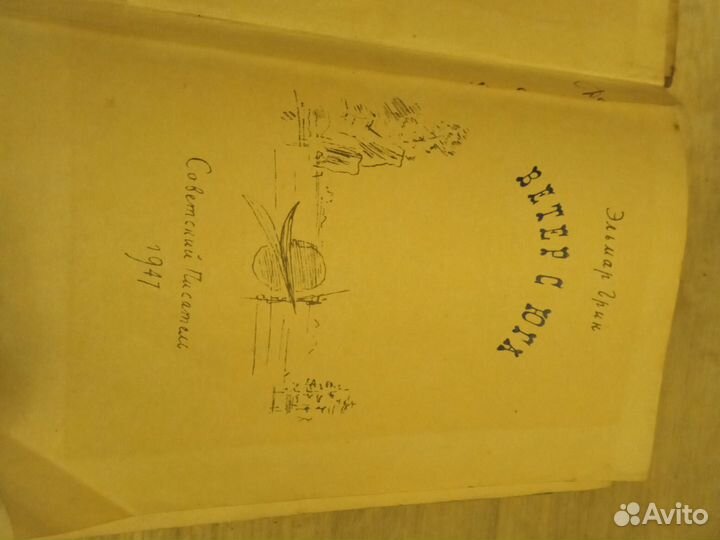 Эльмар Грин
ВЕТЕР С ЮГА
Советский Писатель
1947
Avito